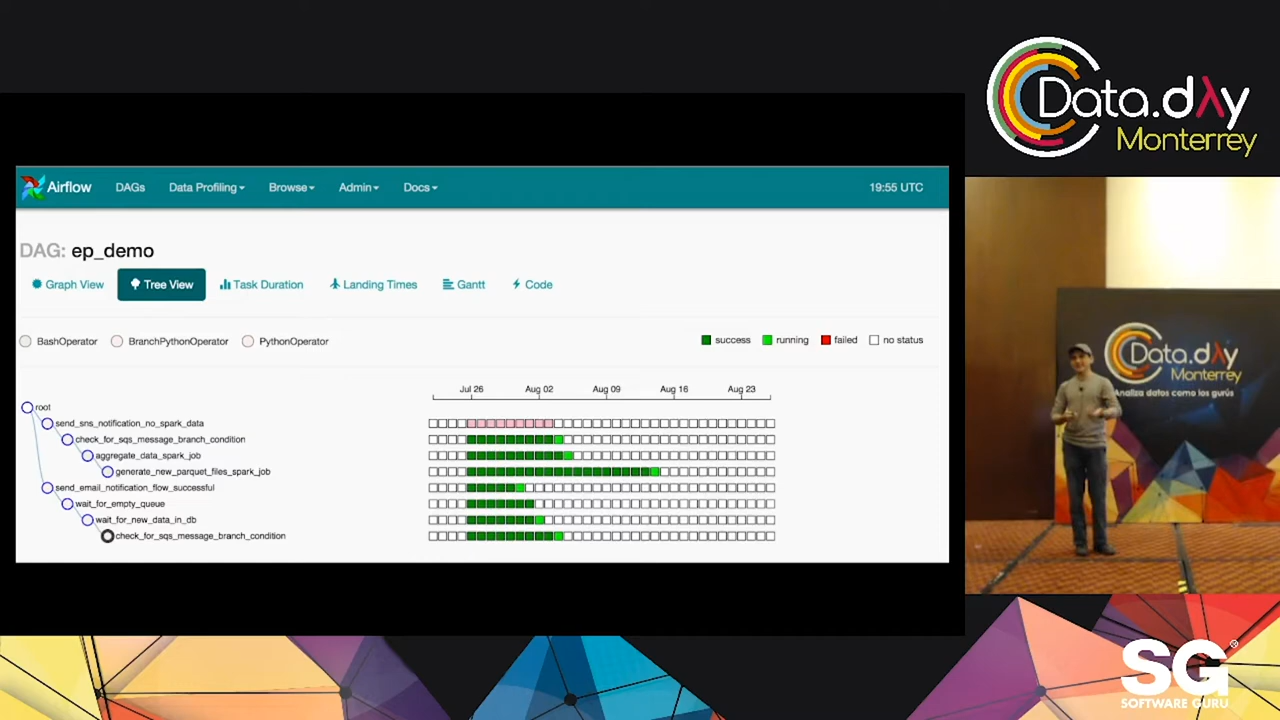 Airflow DAGs Data Profiling Browse Admin Docs 19:55 UTC
DAG: ep_demo
Graph View Tree View Task Duration Landing Times Gantt Code
BashOperator BranchPythonOperator PythonOperator success running failed no status
Jul 26 Aug 02 Aug 09 Aug 16 Aug 23
root
send_sns_notification_no_spark_data
check_for_sqs_message_branch_condition
aggregate_data_spark_job
generate_new_parquet_files_spark_job
send_email_notification_flow_successful
wait_for_empty_queue
wait_for_new_data_in_db
check_for_sqs_message_branch_condition
Data.dλy
Monterrey
Data.dλy
Monterrey
Analiza datos como los gurús
SG®
SOFTWARE GURU